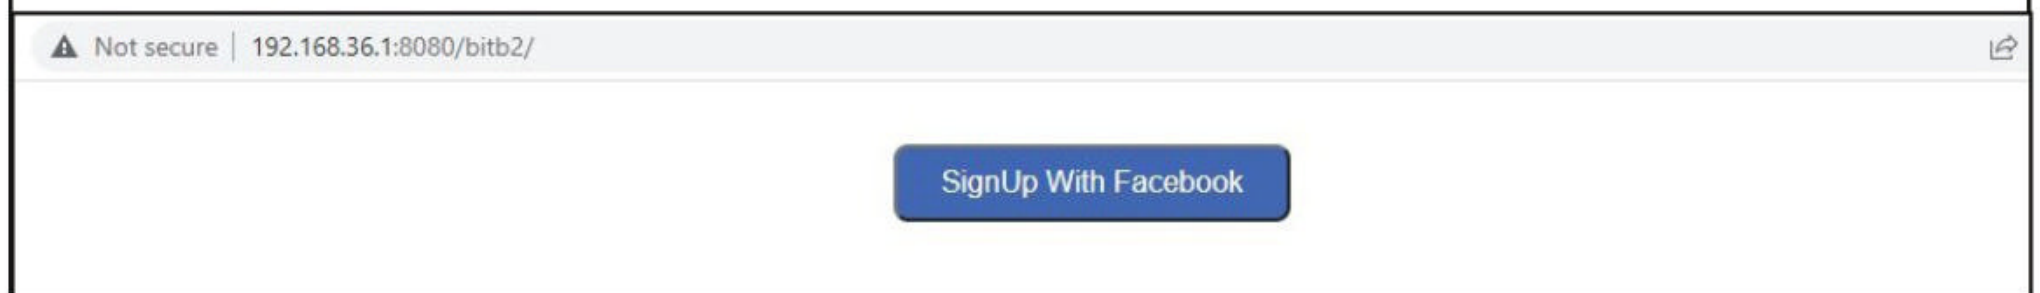 Not secure | 192.168.36.1:8080/bitb2/
SignUp With Facebook